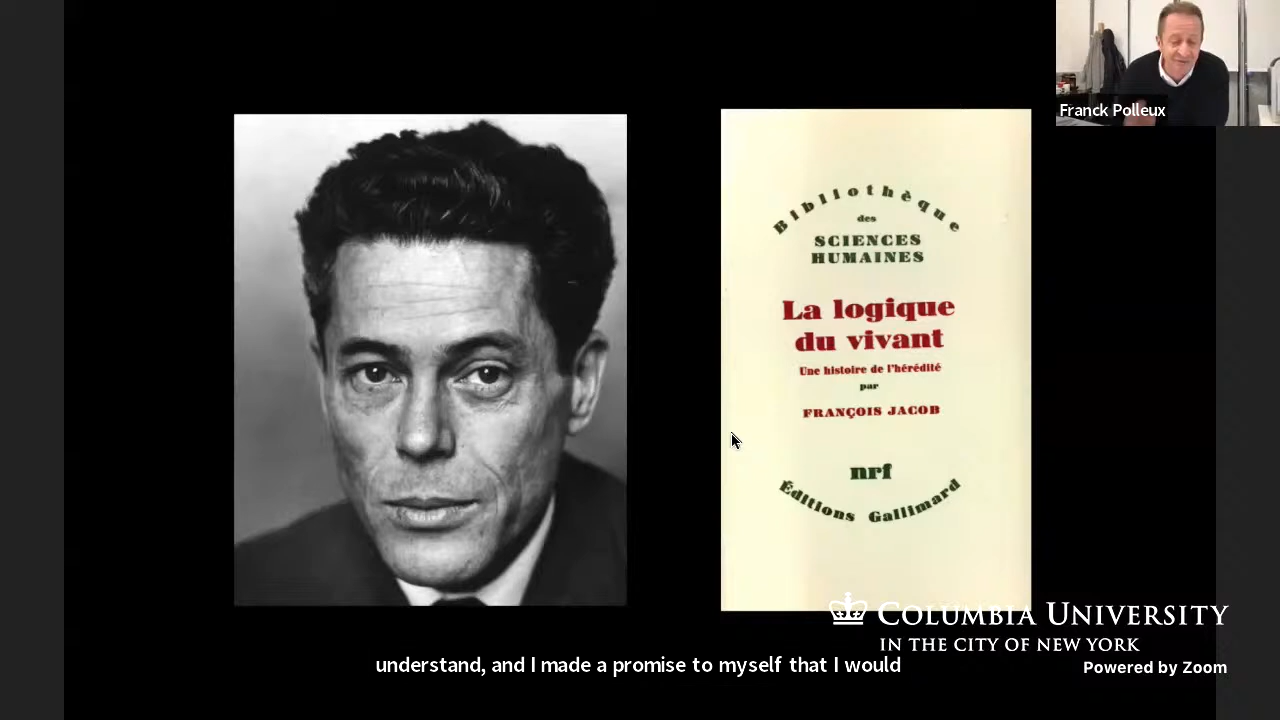 Franck Polleux
Bibliothèque
des
SCIENCES
HUMAINES
La logique
du vivant
Une histoire de l'hérédité
par
FRANÇOIS JACOB
nrf
Éditions Gallimard
COLUMBIA UNIVERSITY
IN THE CITY OF NEW YORK
understand, and I made a promise to myself that I would
Powered by Zoom